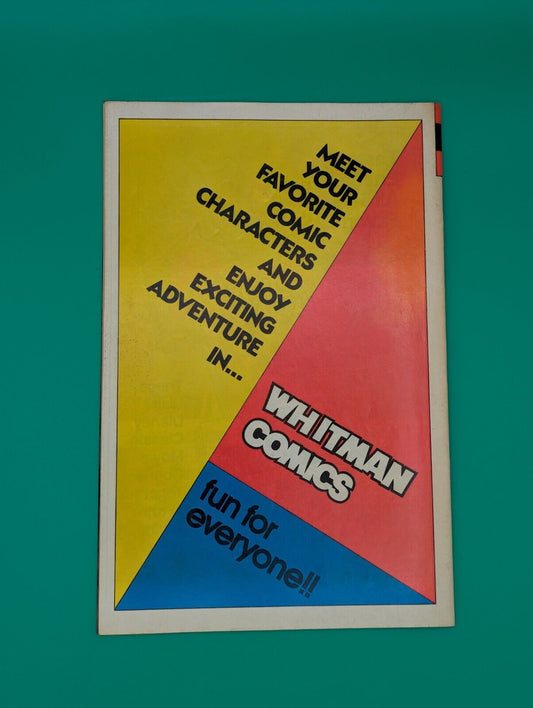 MEET
YOUR
FAVORITE
COMIC
CHARACTERS
AND
ENJOY
EXCITING
ADVENTURE
IN...
WHITMAN
COMICS
fun for
everyone!!